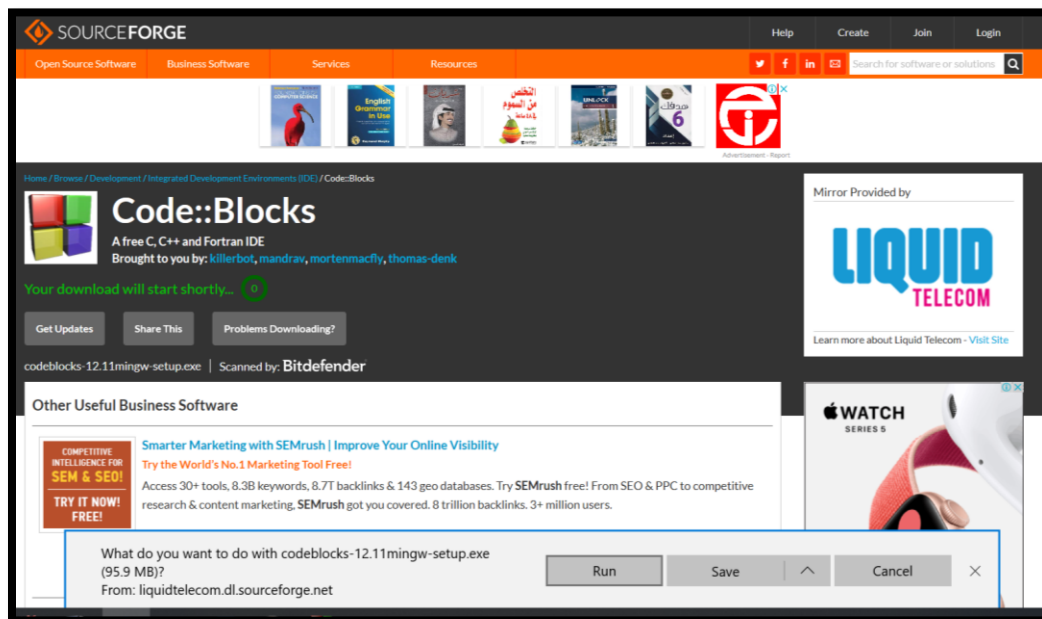 SOURCEFORGE
Help Create Join Login
Open Source Software Business Software Services Resources
Search for software or solutions
English Grammar in Use
التخلص من السموم
UNLOCK
6
Advertisement - Report
Home / Browse / Development / Integrated Development Environments (IDE) / Code::Blocks
Code::Blocks
A free C, C++ and Fortran IDE
Brought to you by: killerbot, mandrav, mortenmacfly, thomas-denk
Your download will start shortly... 0
Get Updates Share This Problems Downloading?
codeblocks-12.11mingw-setup.exe | Scanned by: Bitdefender
Mirror Provided by
LIQUID
TELECOM
Learn more about Liquid Telecom - Visit Site
Other Useful Business Software
COMPETITIVE
INTELLIGENCE FOR
SEM & SEO!
TRY IT NOW!
FREE!
Smarter Marketing with SEMrush | Improve Your Online Visibility
Try the World's No.1 Marketing Tool Free!
Access 30+ tools, 8.3B keywords, 8.7T backlinks & 143 geo databases. Try SEMrush free! From SEO & PPC to competitive
research & content marketing, SEMrush got you covered. 8 trillion backlinks. 3+ million users.
WATCH
SERIES 5
What do you want to do with codeblocks-12.11mingw-setup.exe
(95.9 MB)?
From: liquidtelecom.dl.sourceforge.net
Run Save Cancel